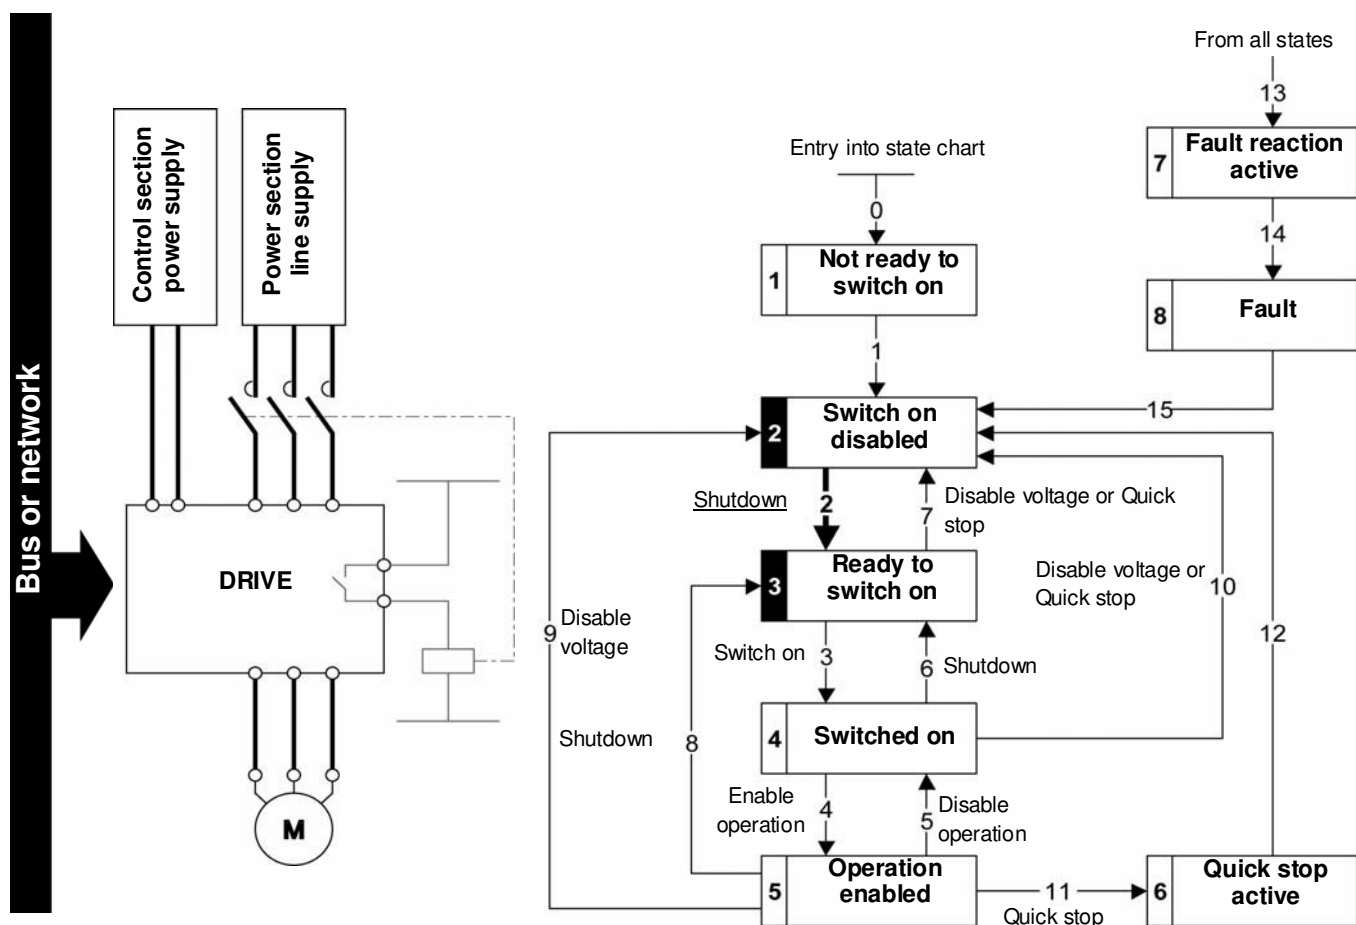 Bus or network
Control section
power supply
Power section
line supply
DRIVE
M
From all states
13
7
Fault reaction
active
14
8
Fault
15
Entry into state chart
0
1
Not ready to
switch on
1
2
Switch on
disabled
Shutdown
2
7
Disable voltage or Quick
stop
3
Ready to
switch on
Disable voltage or
Quick stop
10
12
9
Disable
voltage
Switch on
3
6
Shutdown
Shutdown
8
4
Switched on
Enable
operation
4
5
Disable
operation
5
Operation
enabled
11
Quick stop
6
Quick stop
active